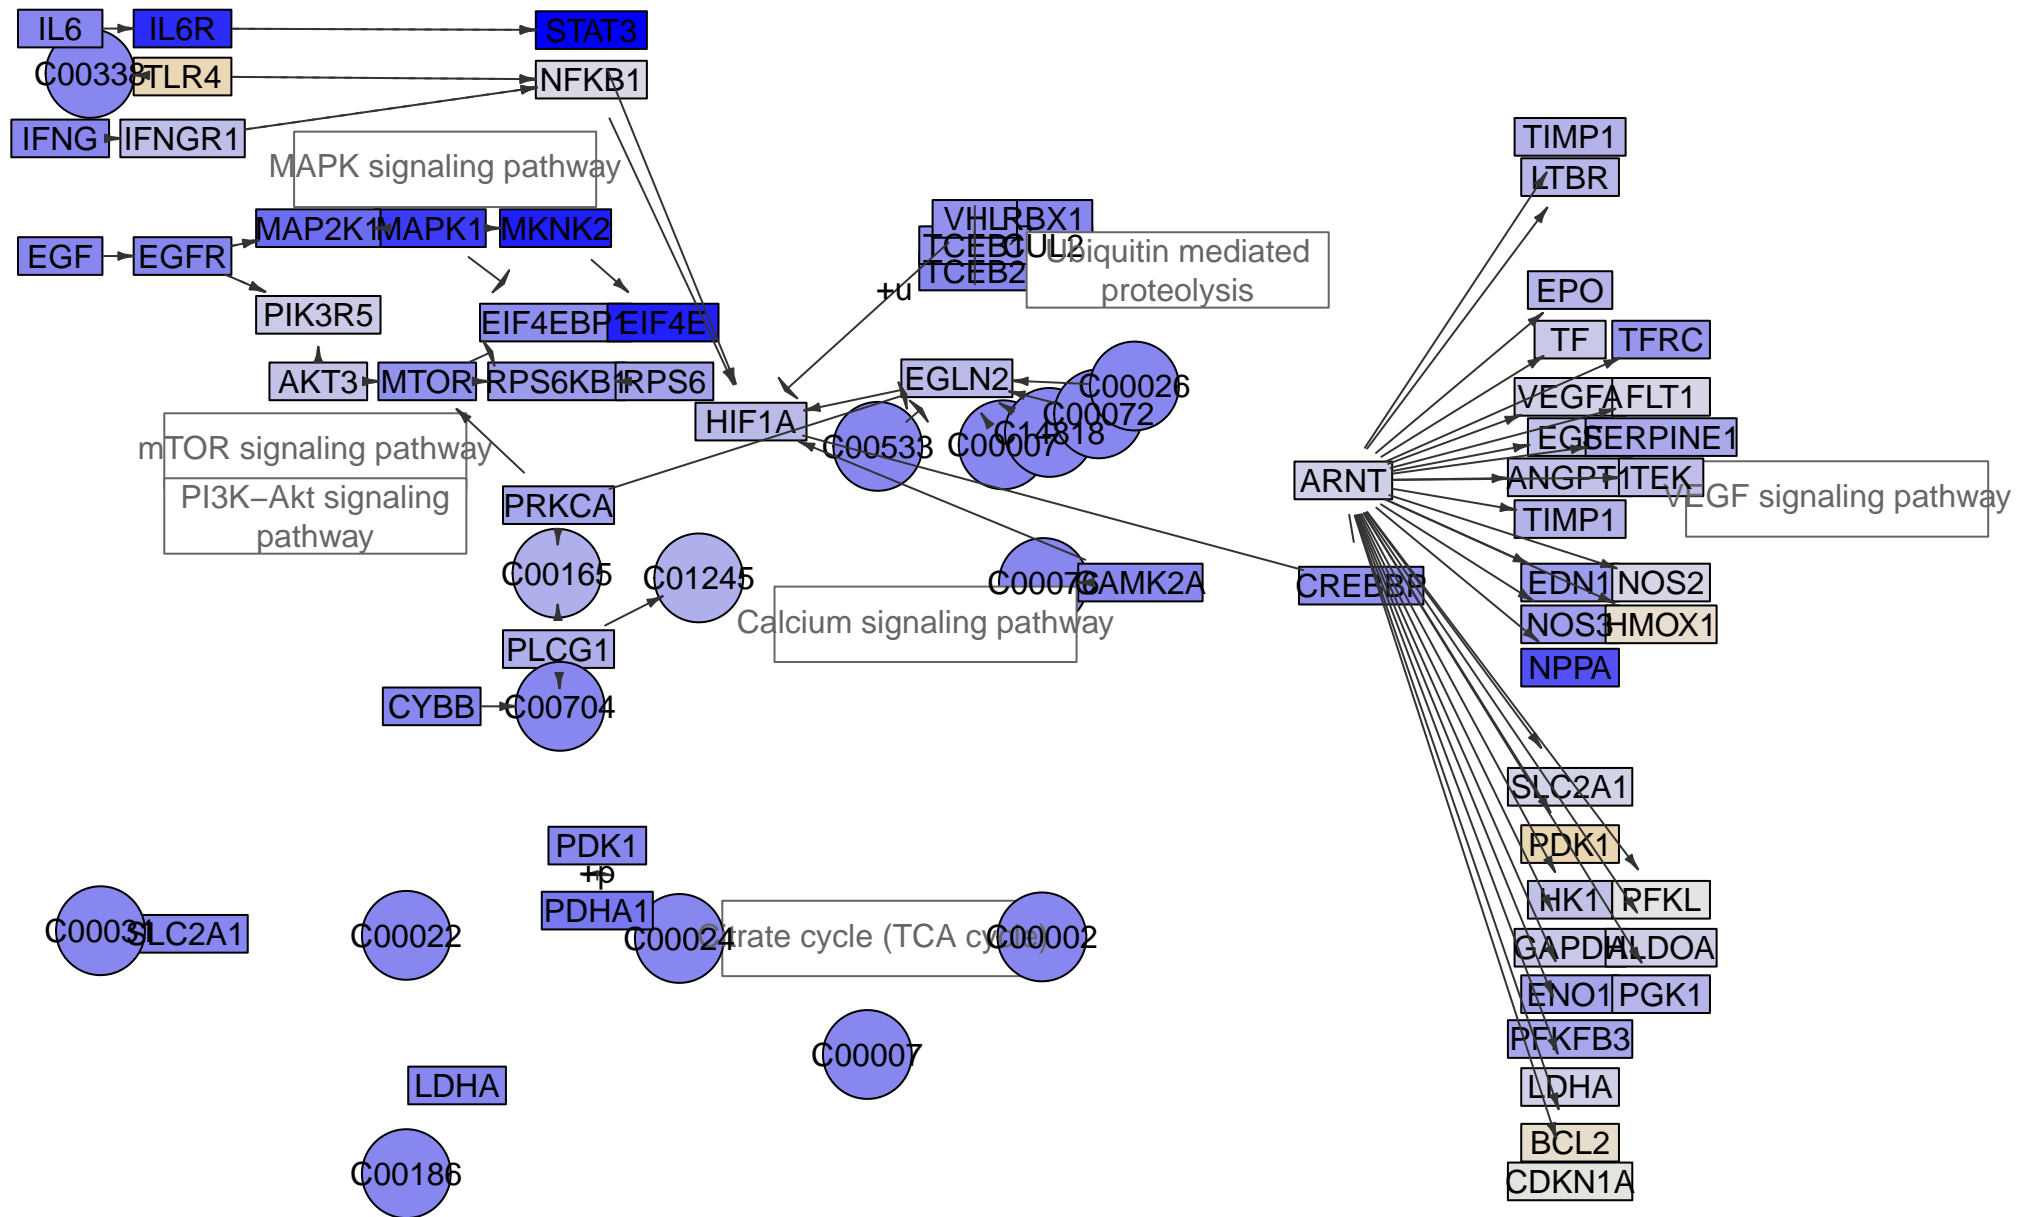 IL6
IL6R
STAT3
C00338
TLR4
NFKB1
IFNG
IFNGR1
MAPK signaling pathway
TIMP1
LTBR
MAP2K1
MAPK1
MKNK2
VHL
RBX1
TCEB1
CUL2
TCEB2
Ubiquitin mediated
proteolysis
+u
EGF
EGFR
PIK3R5
EIF4EBP1
EIF4E
EPO
TF
TFRC
AKT3
MTOR
RPS6KB1
RPS6
EGLN2
C00026
C00072
C14818
C00007
C00533
HIF1A
VEGFA
FLT1
EGF
SERPINE1
mTOR signaling pathway
PI3K–Akt signaling
pathway
ARNT
ANGPT1
TEK
VEGF signaling pathway
TIMP1
PRKCA
C00165
C01245
C00076
CAMK2A
CREBBP
EDN1
NOS2
Calcium signaling pathway
NOS3
HMOX1
PLCG1
NPPA
CYBB
C00704
SLC2A1
PDK1
+p
PDHA1
PDK1
HK1
PFKL
C00031
SLC2A1
C00022
C00024
Citrate cycle (TCA cycle)
C00002
GAPDH
ALDOA
ENO1
PGK1
PFKFB3
C00007
LDHA
LDHA
BCL2
C00186
CDKN1A